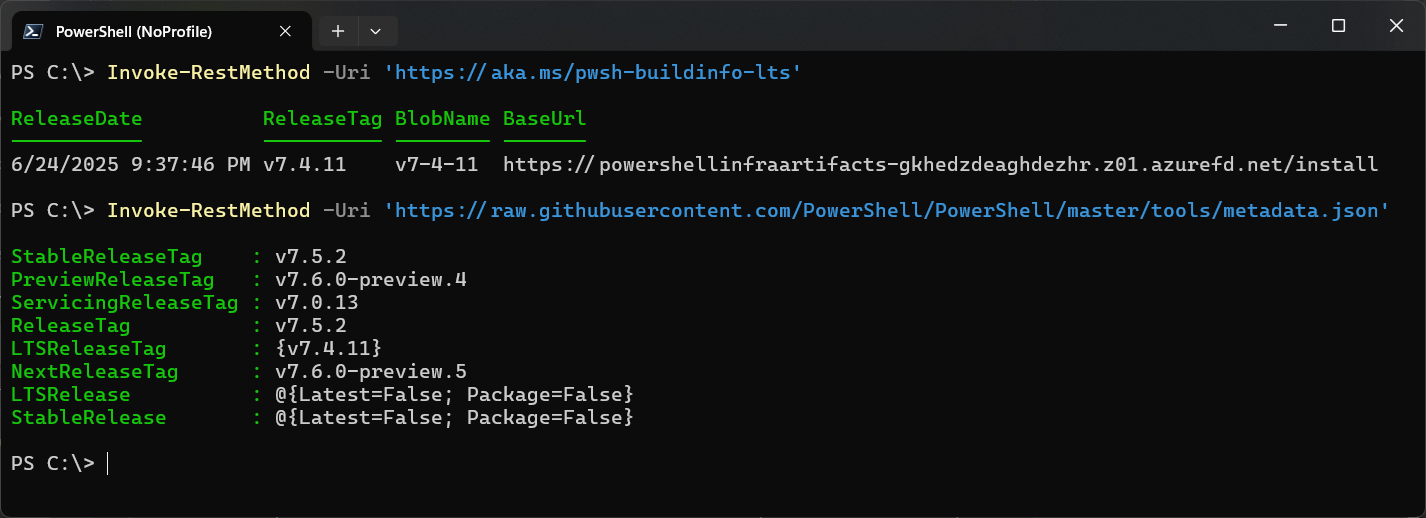 PowerShell (NoProfile)
PS C:\> Invoke-RestMethod -Uri 'https://aka.ms/pwsh-buildinfo-lts'
ReleaseDate ReleaseTag BlobName BaseUrl
6/24/2025 9:37:46 PM v7.4.11 v7-4-11 https://powershellinfraartifacts-gkhedzdeaghdezhr.z01.azurefd.net/install
PS C:\> Invoke-RestMethod -Uri 'https://raw.githubusercontent.com/PowerShell/PowerShell/master/tools/metadata.json'
StableReleaseTag : v7.5.2
PreviewReleaseTag : v7.6.0-preview.4
ServicingReleaseTag : v7.0.13
ReleaseTag : v7.5.2
LTSReleaseTag : {v7.4.11}
NextReleaseTag : v7.6.0-preview.5
LTSRelease : @{Latest=False; Package=False}
StableRelease : @{Latest=False; Package=False}
PS C:\>